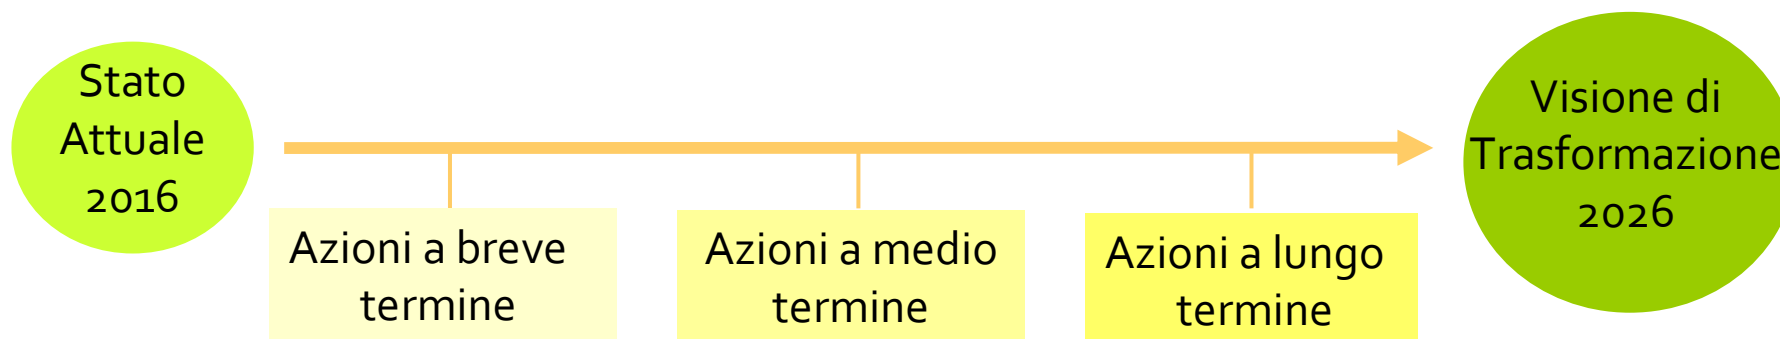 Stato
Attuale
2016
Azioni a breve
termine
Azioni a medio
termine
Azioni a lungo
termine
Visione di
Trasformazione
2026